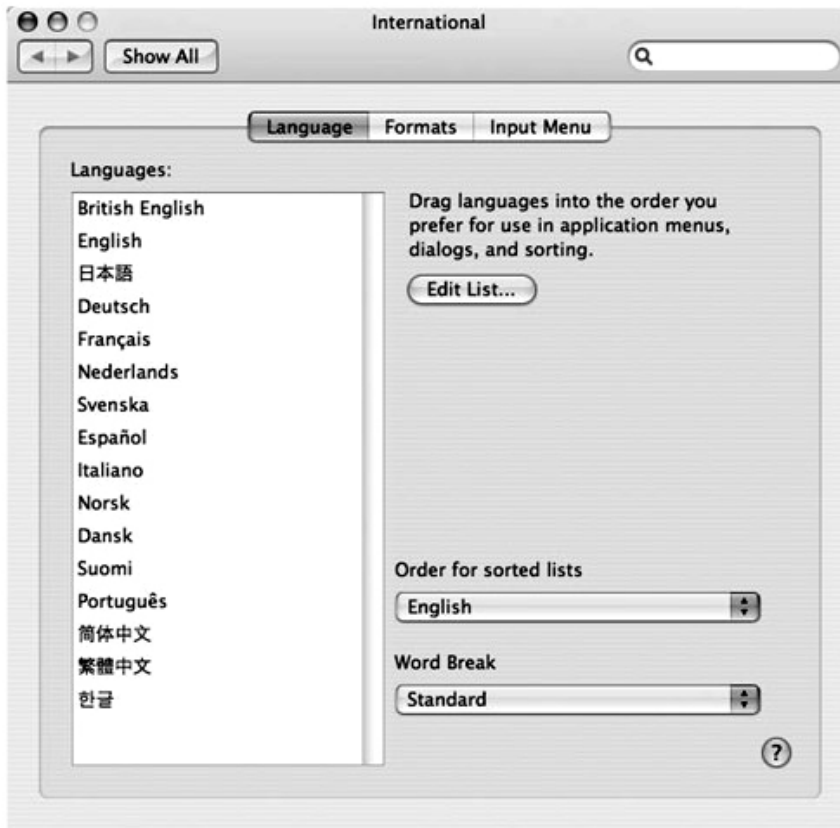 International
Show All
Language Formats Input Menu
Languages:
British English
English
日本語
Deutsch
Français
Nederlands
Svenska
Español
Italiano
Norsk
Dansk
Suomi
Português
简体中文
繁體中文
한글
Drag languages into the order you
prefer for use in application menus,
dialogs, and sorting.
Edit List...
Order for sorted lists
English
Word Break
Standard
?